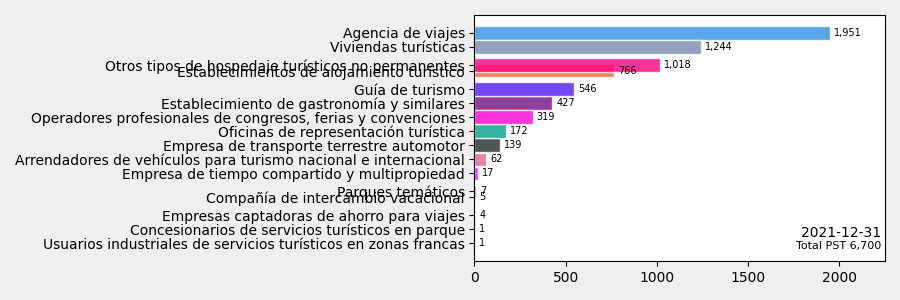 Agencia de viajes 1,951
Viviendas turísticas 1,244
Otros tipos de hospedaje turísticos no permanentes 1,018
Establecimientos de alojamiento turístico 766
Guía de turismo 546
Establecimiento de gastronomía y similares 427
Operadores profesionales de congresos, ferias y convenciones 319
Oficinas de representación turística 172
Empresa de transporte terrestre automotor 139
Arrendadores de vehículos para turismo nacional e internacional 62
Empresa de tiempo compartido y multipropiedad 17
Parques temáticos 7
Compañía de intercambio vacacional 5
Empresas captadoras de ahorro para viajes 4
Concesionarios de servicios turísticos en parque 1
Usuarios industriales de servicios turísticos en zonas francas 1
2021-12-31
Total PST 6,700
0 500 1000 1500 2000